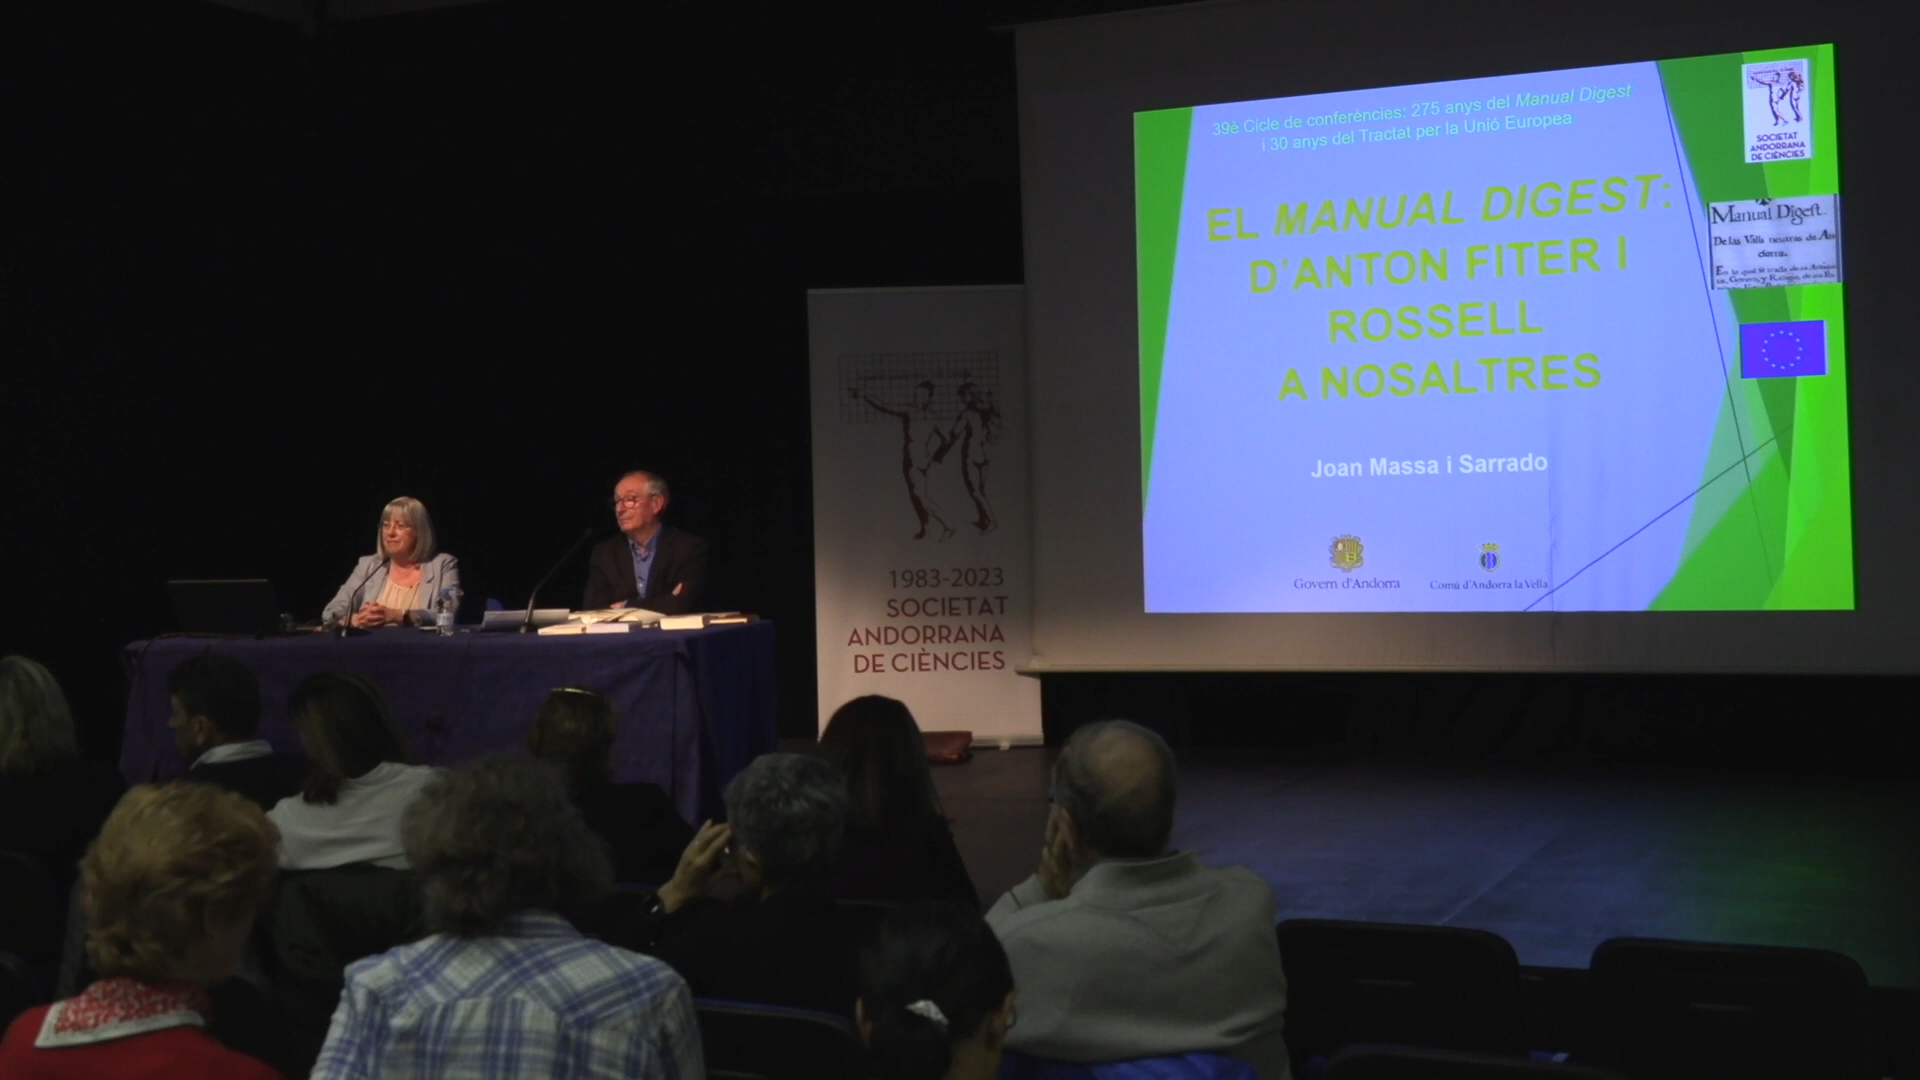 39è Cicle de conferències: 275 anys del Manual Digest
i 30 anys del Tractat per la Unió Europea
EL MANUAL DIGEST:
D'ANTON FITER I
ROSSELL
A NOSALTRES
Joan Massa i Sarrado
Govern d'Andorra
Comú d'Andorra la Vella
SOCIETAT
ANDORRANA
DE CIÈNCIES
Manual Digest
De las Valls neutras de An
dorra.
1983-2023
SOCIETAT
ANDORRANA
DE CIÈNCIES